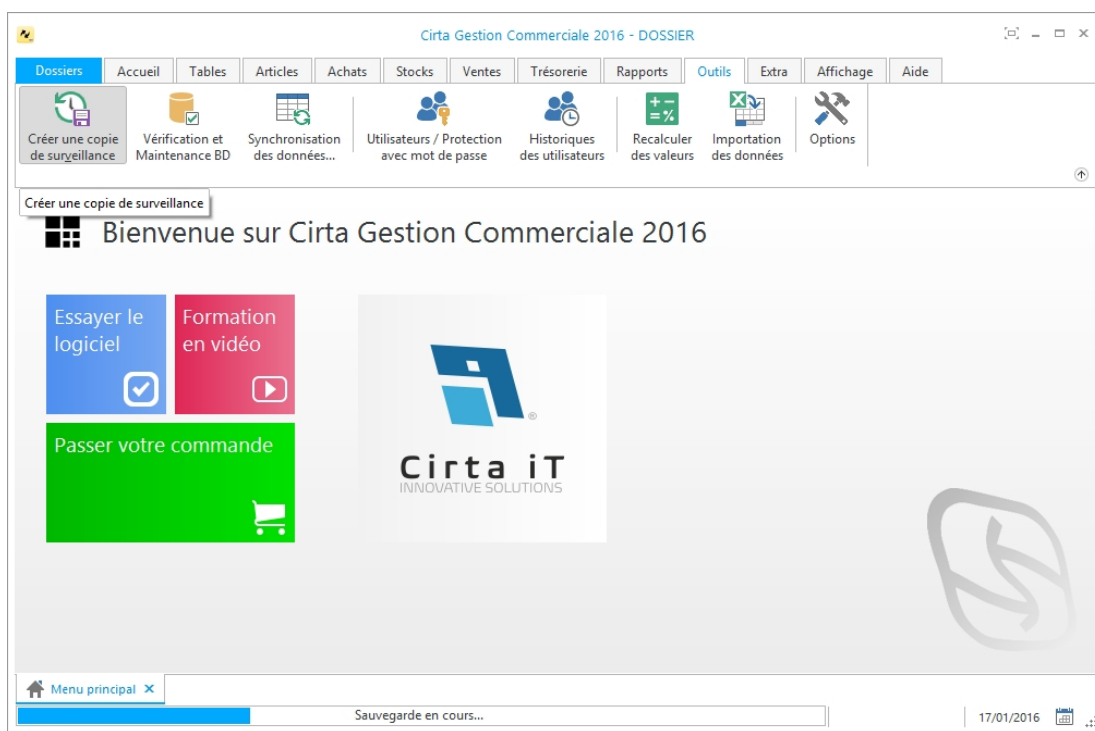 Cirta Gestion Commerciale 2016 - DOSSIER
Dossiers Accueil Tables Articles Achats Stocks Ventes Trésorerie Rapports Outils Extra Affichage Aide
Créer une copie de surveillance
Vérification et Maintenance BD
Synchronisation des données...
Utilisateurs / Protection avec mot de passe
Historiques des utilisateurs
Recalculer des valeurs
Importation des données
Options
Créer une copie de surveillance
Bienvenue sur Cirta Gestion Commerciale 2016
Essayer le logiciel
Formation en vidéo
Passer votre commande
Cirta iT
INNOVATIVE SOLUTIONS
Menu principal
Sauvegarde en cours...
17/01/2016